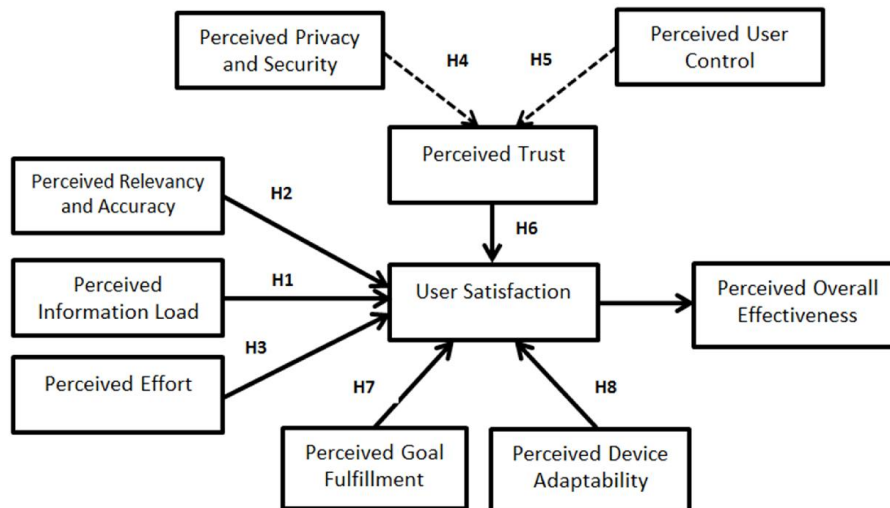 Perceived Privacy
and Security
H4
H5
Perceived User
Control
Perceived Trust
Perceived Relevancy
and Accuracy
H2
H6
Perceived
Information Load
H1
User Satisfaction
Perceived Overall
Effectiveness
Perceived Effort
H3
H7
H8
Perceived Goal
Fulfillment
Perceived Device
Adaptability